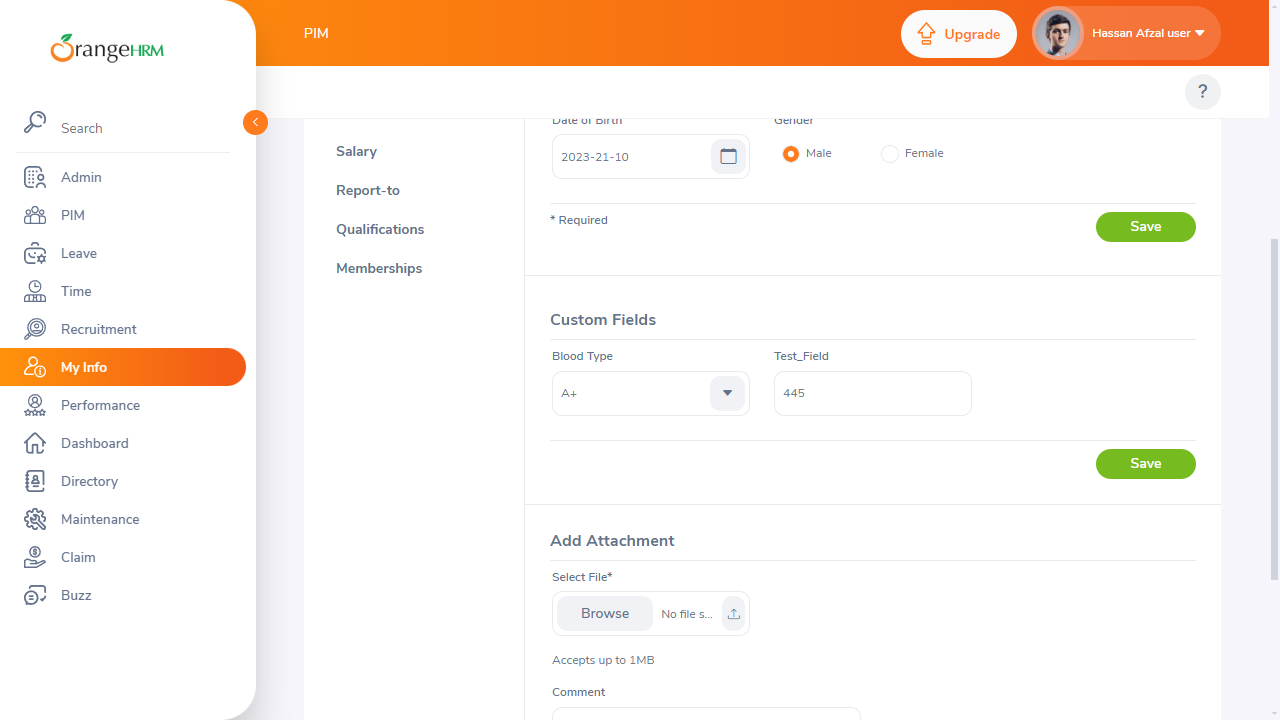 OrangeHRM
PIM
Upgrade
Hassan Afzal user
?
Search
Admin
PIM
Leave
Time
Recruitment
My Info
Performance
Dashboard
Directory
Maintenance
Claim
Buzz
Salary
Report-to
Qualifications
Memberships
Date of Birth
Gender
2023-21-10
Male
Female
* Required
Save
Custom Fields
Blood Type
Test_Field
A+
445
Save
Add Attachment
Select File*
Browse
No file s...
Accepts up to 1MB
Comment